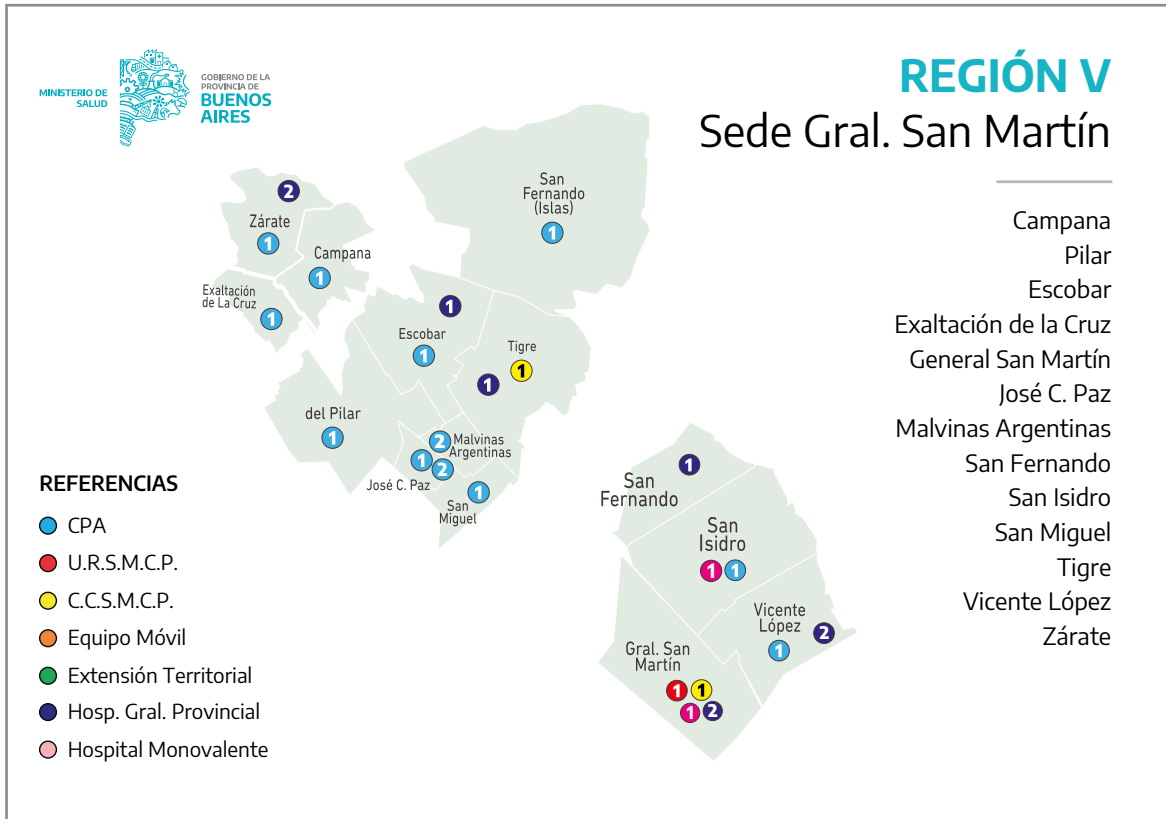 MINISTERIO DE
SALUD
GOBIERNO DE LA
PROVINCIA DE
BUENOS
AIRES
REGIÓN V
Sede Gral. San Martín
Campana
Pilar
Escobar
Exaltación de la Cruz
General San Martín
José C. Paz
Malvinas Argentinas
San Fernando
San Isidro
San Miguel
Tigre
Vicente López
Zárate
2
Zárate
1
Campana
1
Exaltación
de La Cruz
1
San
Fernando
(Islas)
1
1
Escobar
1
Tigre
1
1
del Pilar
1
2
Malvinas
Argentinas
1
2
José C. Paz
1
San
Miguel
1
San
Fernando
San
Isidro
1 1
Vicente
López
2
1
Gral. San
Martín
1 1
1 2
REFERENCIAS
CPA
U.R.S.M.C.P.
C.C.S.M.C.P.
Equipo Móvil
Extensión Territorial
Hosp. Gral. Provincial
Hospital Monovalente